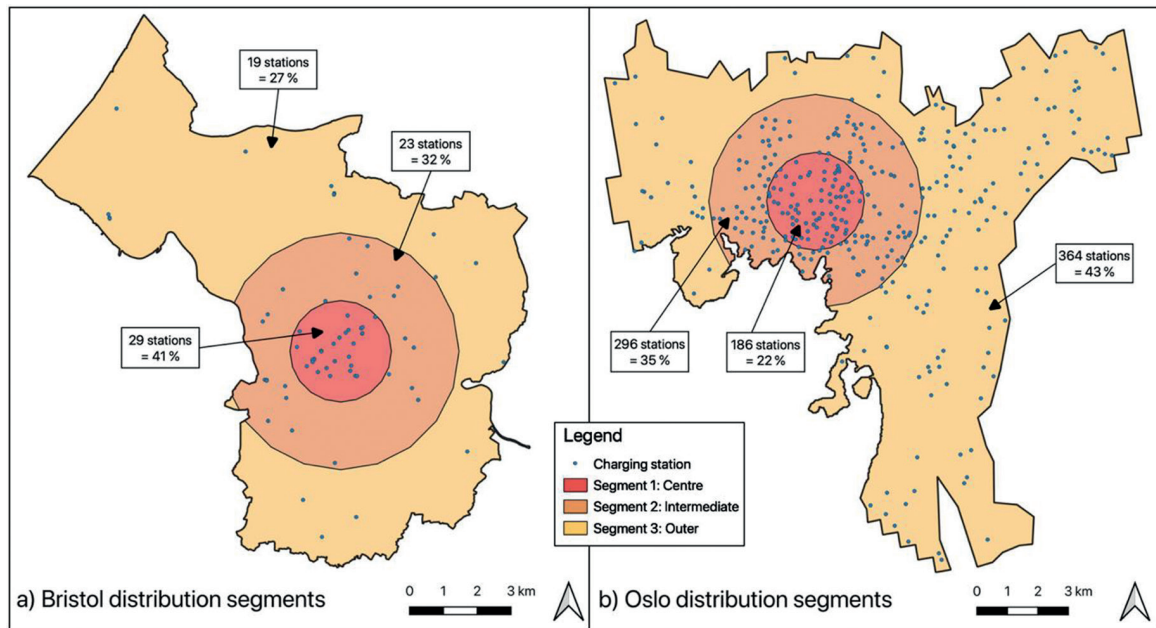 19 stations
= 27 %
23 stations
= 32 %
29 stations
= 41 %
a) Bristol distribution segments
0 1 2 3 km
364 stations
= 43 %
296 stations
= 35 %
186 stations
= 22 %
Legend
Charging station
Segment 1: Centre
Segment 2: Intermediate
Segment 3: Outer
b) Oslo distribution segments
0 1 2 3 km